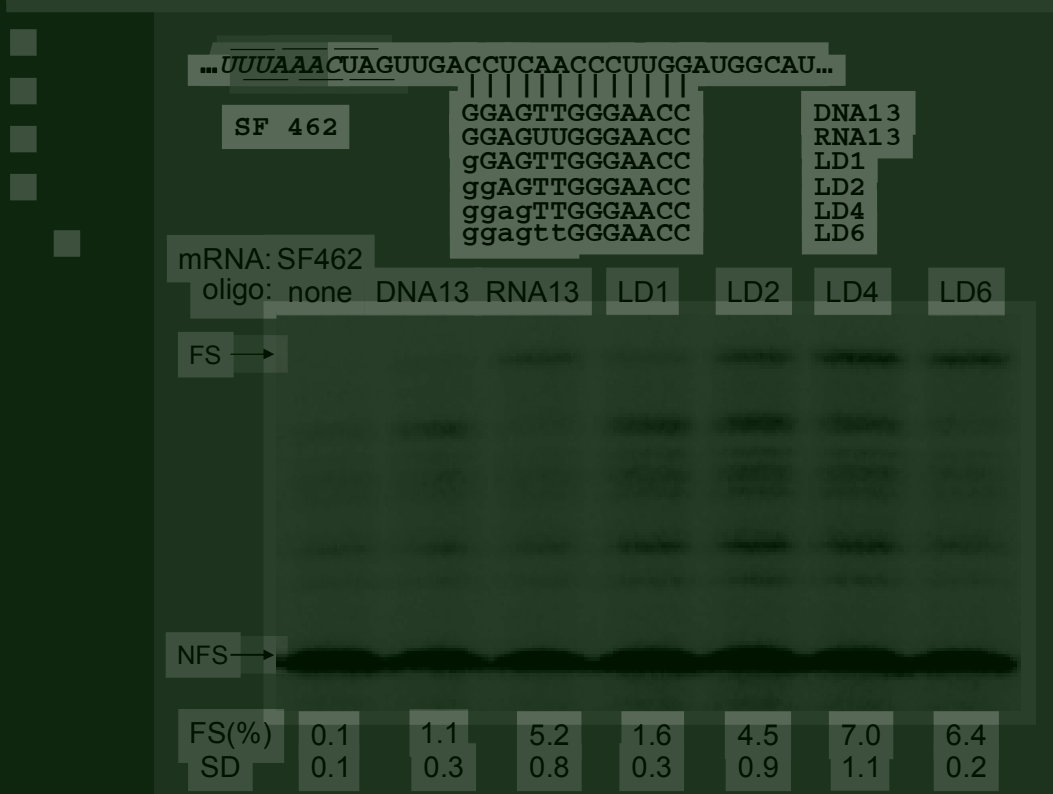 ...UUUAAACUAGUUGACCUCAACCCUUGGAUGGCAU...
SF 462
GGAGTTGGGAACC DNA13
GGAGUUGGGAACC RNA13
gGAGTTGGGAACC LD1
ggAGTTGGGAACC LD2
ggagTTGGGAACC LD4
ggagttGGGAACC LD6
mRNA: SF462
oligo: none DNA13 RNA13 LD1 LD2 LD4 LD6
FS
NFS
FS(%) 0.1 1.1 5.2 1.6 4.5 7.0 6.4
SD 0.1 0.3 0.8 0.3 0.9 1.1 0.2